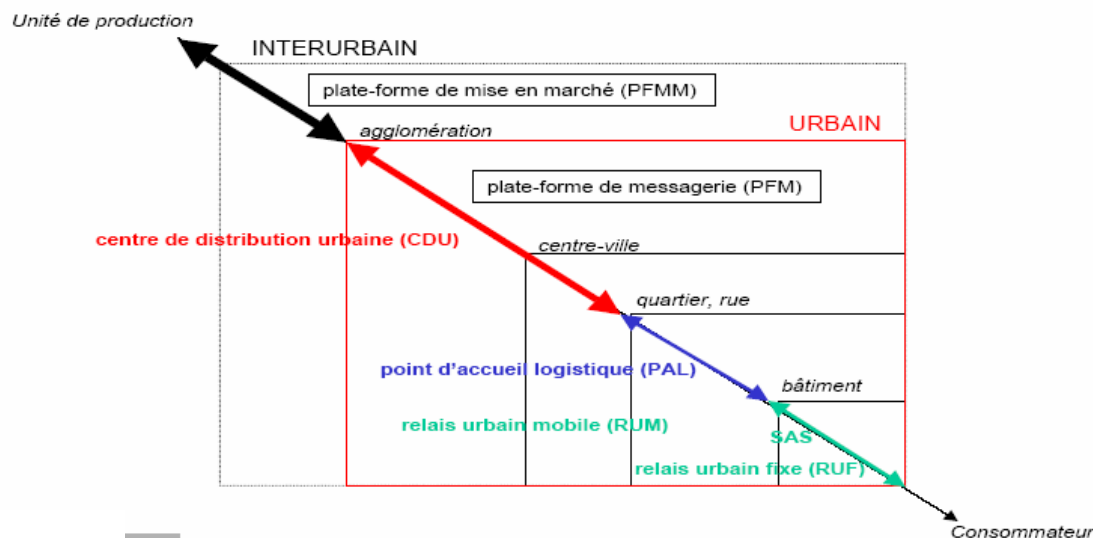 Unité de production
INTERURBAIN
plate-forme de mise en marché (PFMM)
agglomération
URBAIN
plate-forme de messagerie (PFM)
centre de distribution urbaine (CDU)
centre-ville
quartier, rue
point d'accueil logistique (PAL)
bâtiment
relais urbain mobile (RUM)
SAS
relais urbain fixe (RUF)
Consommateur